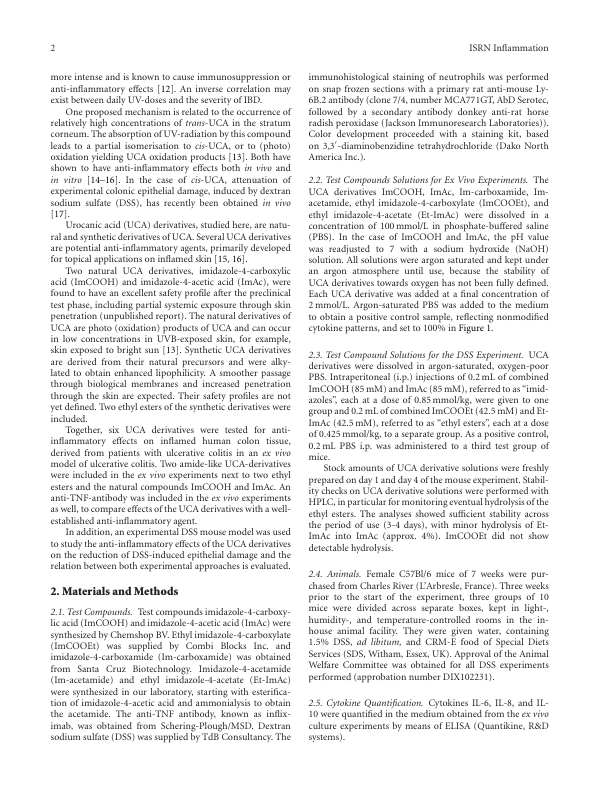 2
ISRN Inflammation
more intense and is known to cause immunosuppression or
anti-inflammatory effects [12]. An inverse correlation may
exist between daily UV-doses and the severity of IBD.
One proposed mechanism is related to the occurrence of
relatively high concentrations of trans-UCA in the stratum
corneum. The absorption of UV-radiation by this compound
leads to a partial isomerisation to cis-UCA, or to (photo)
oxidation yielding UCA oxidation products [13]. Both have
shown to have anti-inflammatory effects both in vivo and
in vitro [14–16]. In the case of cis-UCA, attenuation of
experimental colonic epithelial damage, induced by dextran
sodium sulfate (DSS), has recently been obtained in vivo
[17].
Urocanic acid (UCA) derivatives, studied here, are natu-
ral and synthetic derivatives of UCA. Several UCA derivatives
are potential anti-inflammatory agents, primarily developed
for topical applications on inflamed skin [15, 16].
Two natural UCA derivatives, imidazole-4-carboxylic
acid (ImCOOH) and imidazole-4-acetic acid (ImAc), were
found to have an excellent safety profile after the preclinical
test phase, including partial systemic exposure through skin
penetration (unpublished report). The natural derivatives of
UCA are photo (oxidation) products of UCA and can occur
in low concentrations in UVB-exposed skin, for example,
skin exposed to bright sun [13]. Synthetic UCA derivatives
are derived from their natural precursors and were alky-
lated to obtain enhanced lipophilicity. A smoother passage
through biological membranes and increased penetration
through the skin are expected. Their safety profiles are not
yet defined. Two ethyl esters of the synthetic derivatives were
included.
Together, six UCA derivatives were tested for anti-
inflammatory effects on inflamed human colon tissue,
derived from patients with ulcerative colitis in an ex vivo
model of ulcerative colitis. Two amide-like UCA-derivatives
were included in the ex vivo experiments next to two ethyl
esters and the natural compounds ImCOOH and ImAc. An
anti-TNF-antibody was included in the ex vivo experiments
as well, to compare effects of the UCA derivatives with a well-
established anti-inflammatory agent.
In addition, an experimental DSS mouse model was used
to study the anti-inflammatory effects of the UCA derivatives
on the reduction of DSS-induced epithelial damage and the
relation between both experimental approaches is evaluated.
2. Materials and Methods
2.1. Test Compounds. Test compounds imidazole-4-carboxy-
lic acid (ImCOOH) and imidazole-4-acetic acid (ImAc) were
synthesized by Chemshop BV. Ethyl imidazole-4-carboxylate
(ImCOOEt) was supplied by Combi Blocks Inc. and
imidazole-4-carboxamide (Im-carboxamide) was obtained
from Santa Cruz Biotechnology. Imidazole-4-acetamide
(Im-acetamide) and ethyl imidazole-4-acetate (Et-ImAc)
were synthesized in our laboratory, starting with esterifica-
tion of imidazole-4-acetic acid and ammonialysis to obtain
the acetamide. The anti-TNF antibody, known as inflix-
imab, was obtained from Schering-Plough/MSD. Dextran
sodium sulfate (DSS) was supplied by TdB Consultancy. The
immunohistological staining of neutrophils was performed
on snap frozen sections with a primary rat anti-mouse Ly-
6B.2 antibody (clone 7/4, number MCA771GT, AbD Serotec,
followed by a secondary antibody donkey anti-rat horse
radish peroxidase (Jackson Immunoresearch Laboratories)).
Color development proceeded with a staining kit, based
on 3,3′-diaminobenzidine tetrahydrochloride (Dako North
America Inc.).
2.2. Test Compounds Solutions for Ex Vivo Experiments. The
UCA derivatives ImCOOH, ImAc, Im-carboxamide, Im-
acetamide, ethyl imidazole-4-carboxylate (ImCOOEt), and
ethyl imidazole-4-acetate (Et-ImAc) were dissolved in a
concentration of 100 mmol/L in phosphate-buffered saline
(PBS). In the case of ImCOOH and ImAc, the pH value
was readjusted to 7 with a sodium hydroxide (NaOH)
solution. All solutions were argon saturated and kept under
an argon atmosphere until use, because the stability of
UCA derivatives towards oxygen has not been fully defined.
Each UCA derivative was added at a final concentration of
2 mmol/L. Argon-saturated PBS was added to the medium
to obtain a positive control sample, reflecting nonmodified
cytokine patterns, and set to 100% in Figure 1.
2.3. Test Compound Solutions for the DSS Experiment. UCA
derivatives were dissolved in argon-saturated, oxygen-poor
PBS. Intraperitoneal (i.p.) injections of 0.2 mL of combined
ImCOOH (85 mM) and ImAc (85 mM), referred to as “imid-
azoles”, each at a dose of 0.85 mmol/kg, were given to one
group and 0.2 mL of combined ImCOOEt (42.5 mM) and Et-
ImAc (42.5 mM), referred to as “ethyl esters”, each at a dose
of 0.425 mmol/kg, to a separate group. As a positive control,
0.2 mL PBS i.p. was administered to a third test group of
mice.
Stock amounts of UCA derivative solutions were freshly
prepared on day 1 and day 4 of the mouse experiment. Stabil-
ity checks on UCA derivative solutions were performed with
HPLC, in particular for monitoring eventual hydrolysis of the
ethyl esters. The analyses showed sufficient stability across
the period of use (3-4 days), with minor hydrolysis of Et-
ImAc into ImAc (approx. 4%). ImCOOEt did not show
detectable hydrolysis.
2.4. Animals. Female C57Bl/6 mice of 7 weeks were pur-
chased from Charles River (L’Arbresle, France). Three weeks
prior to the start of the experiment, three groups of 10
mice were divided across separate boxes, kept in light-,
humidity-, and temperature-controlled rooms in the in-
house animal facility. They were given water, containing
1.5% DSS, ad libitum, and CRM-E food of Special Diets
Services (SDS, Witham, Essex, UK). Approval of the Animal
Welfare Committee was obtained for all DSS experiments
performed (approbation number DIX102231).
2.5. Cytokine Quantification. Cytokines IL-6, IL-8, and IL-
10 were quantified in the medium obtained from the ex vivo
culture experiments by means of ELISA (Quantikine, R&D
systems).